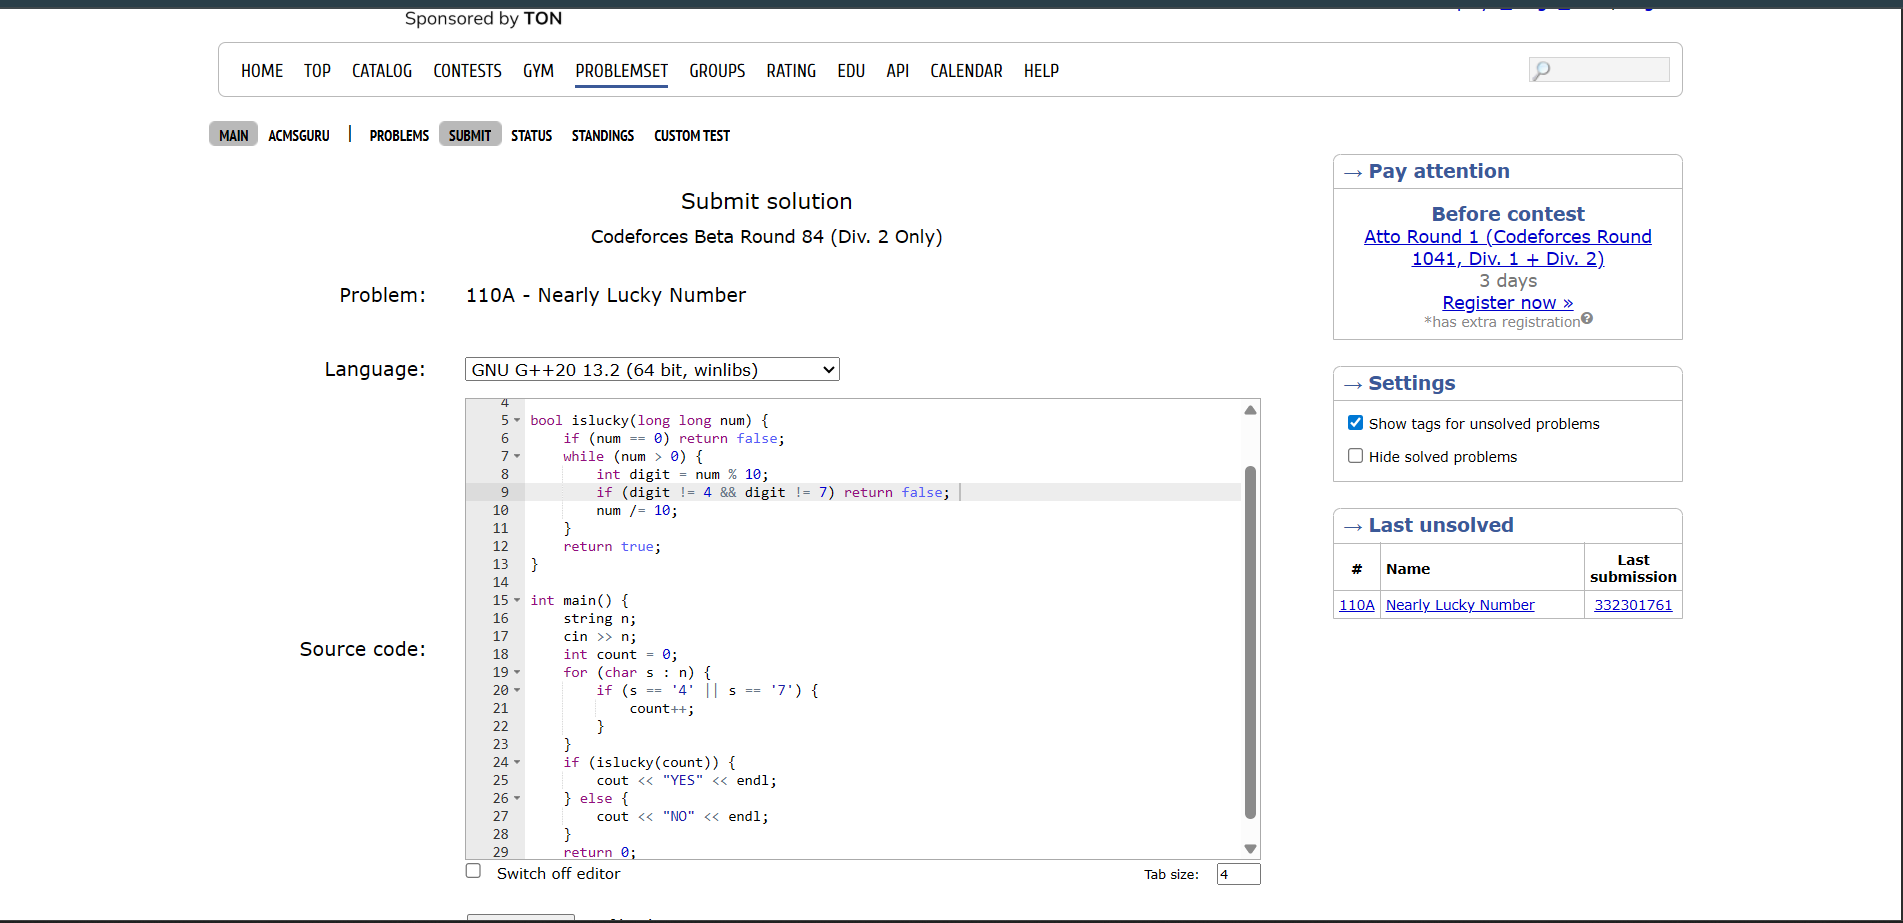 Sponsored by TON
HOME TOP CATALOG CONTESTS GYM PROBLEMSET GROUPS RATING EDU API CALENDAR HELP
MAIN ACMSGURU | PROBLEMS SUBMIT STATUS STANDINGS CUSTOM TEST
Submit solution
Codeforces Beta Round 84 (Div. 2 Only)
Problem: 110A - Nearly Lucky Number
Language: GNU G++20 13.2 (64 bit, winlibs)
Source code:
4
5 bool islucky(long long num) {
6     if (num == 0) return false;
7     while (num > 0) {
8         int digit = num % 10;
9         if (digit != 4 && digit != 7) return false;
10         num /= 10;
11     }
12     return true;
13 }
14
15 int main() {
16     string n;
17     cin >> n;
18     int count = 0;
19     for (char s : n) {
20         if (s == '4' || s == '7') {
21             count++;
22         }
23     }
24     if (islucky(count)) {
25         cout << "YES" << endl;
26     } else {
27         cout << "NO" << endl;
28     }
29     return 0;
Switch off editor
Tab size: 4
→ Pay attention
Before contest
Atto Round 1 (Codeforces Round
1041, Div. 1 + Div. 2)
3 days
Register now »
*has extra registration
→ Settings
Show tags for unsolved problems
Hide solved problems
→ Last unsolved
# Name Last submission
110A Nearly Lucky Number 332301761